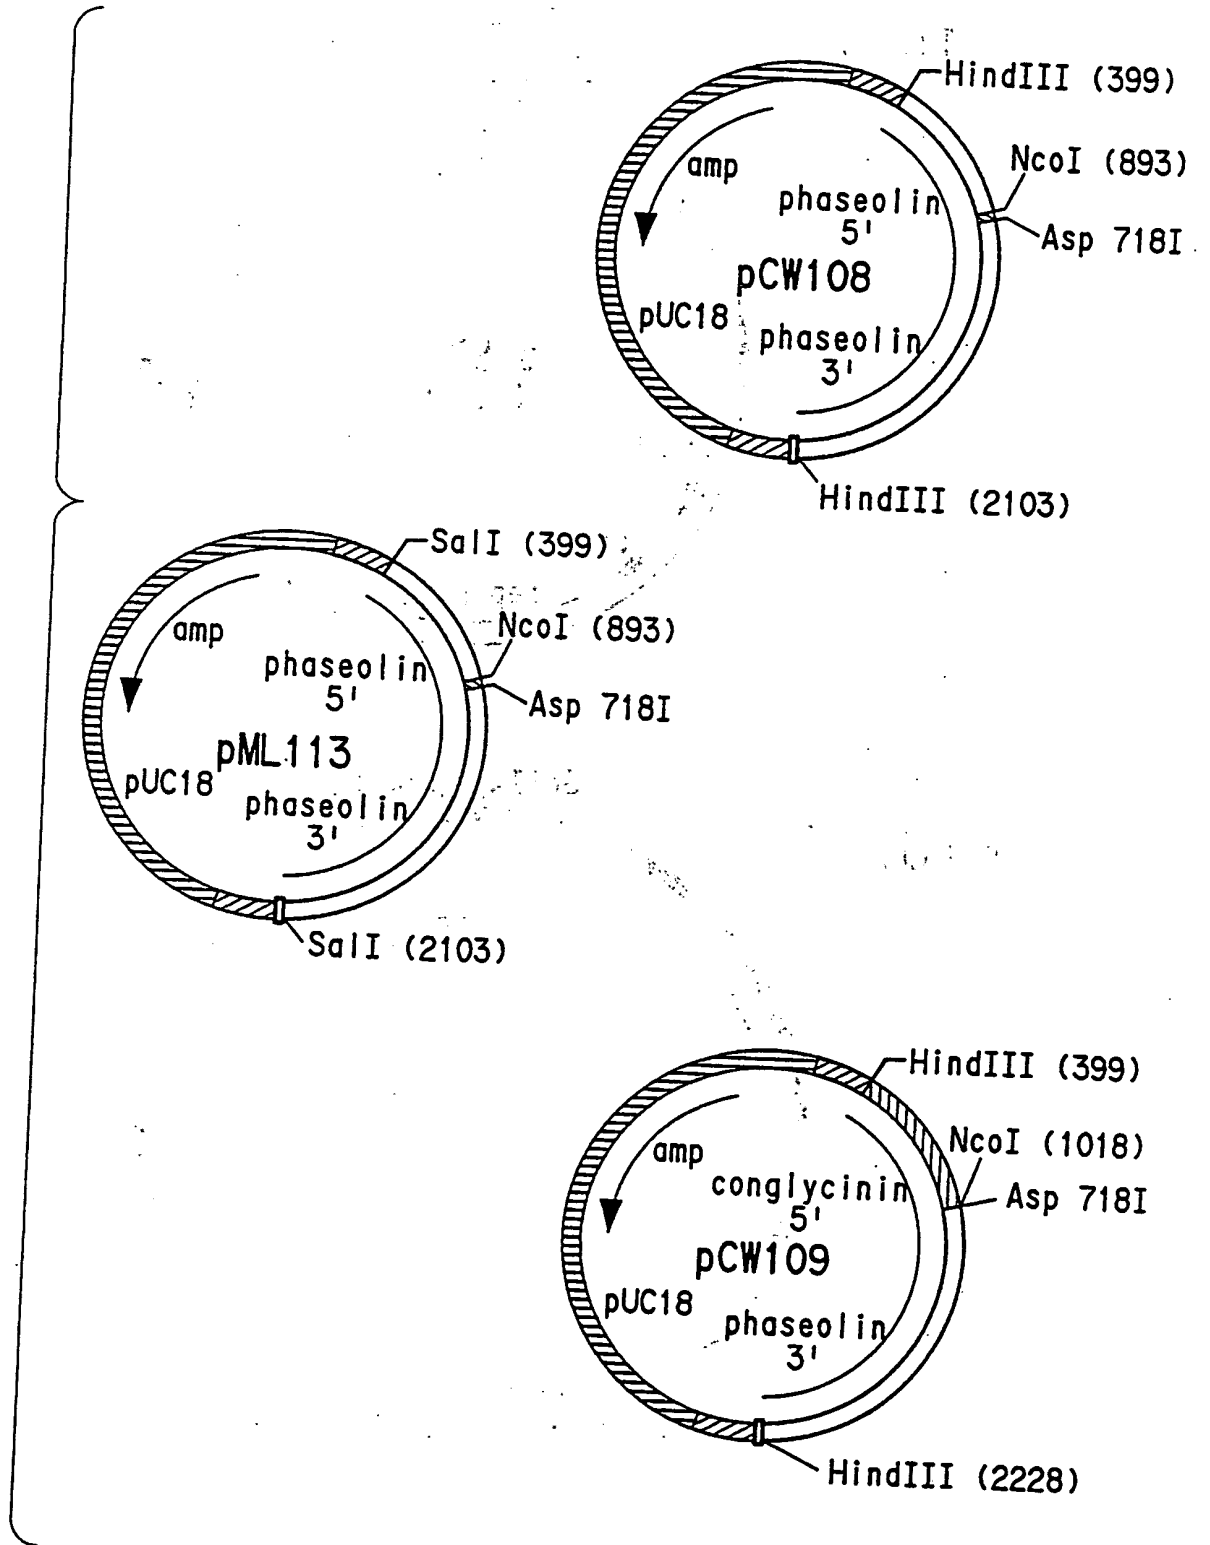 HindIII (399)
NcoI (893)
Asp 718I
amp
phaseolin
5'
pCW108
pUC18
phaseolin
3'
HindIII (2103)
SalI (399)
NcoI (893)
Asp 718I
amp
phaseolin
5'
pML113
pUC18
phaseolin
3'
SalI (2103)
HindIII (399)
NcoI (1018)
Asp 718I
amp
conglycinin
5'
pCW109
pUC18
phaseolin
3'
HindIII (2228)